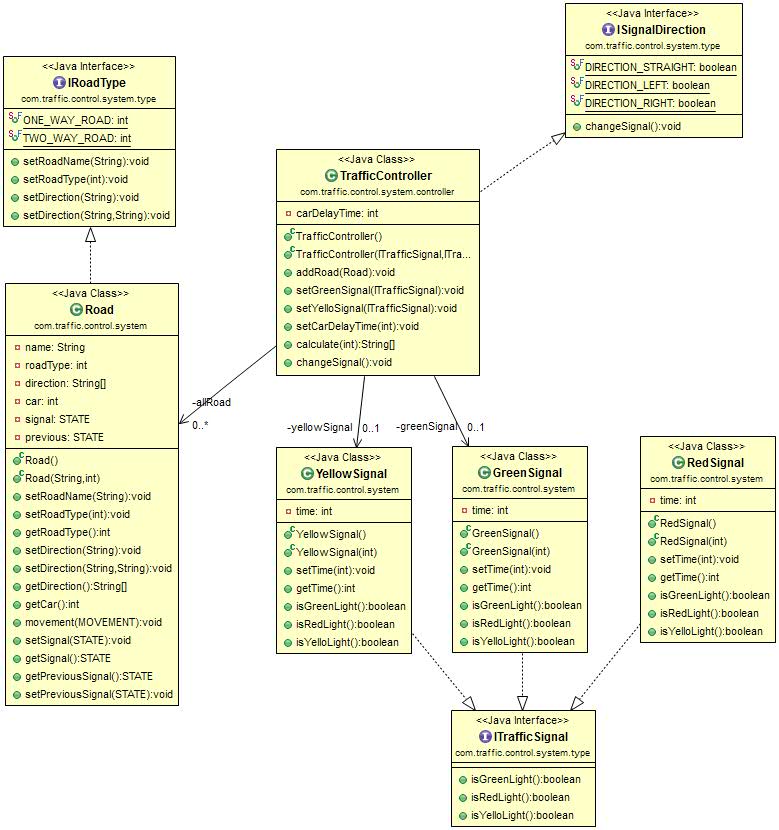 <<Java Interface>>
ISignalDirection
com.traffic.control.system.type
DIRECTION_STRAIGHT: boolean
DIRECTION_LEFT: boolean
DIRECTION_RIGHT: boolean
changeSignal():void
<<Java Interface>>
IRoadType
com.traffic.control.system.type
ONE_WAY_ROAD: int
TWO_WAY_ROAD: int
setRoadName(String):void
setRoadType(int):void
setDirection(String):void
setDirection(String,String):void
<<Java Class>>
TrafficController
com.traffic.control.system.controller
carDelayTime: int
TrafficController()
TrafficController(ITrafficSignal,ITra...
addRoad(Road):void
setGreenSignal(ITrafficSignal):void
setYelloSignal(ITrafficSignal):void
setCarDelayTime(int):void
calculate(int):String[]
changeSignal():void
<<Java Class>>
Road
com.traffic.control.system
name: String
roadType: int
direction: String[]
car: int
signal: STATE
previous: STATE
Road()
Road(String,int)
setRoadName(String):void
setRoadType(int):void
getRoadType():int
setDirection(String):void
setDirection(String,String):void
getDirection():String[]
getCar():int
movement(MOVEMENT):void
setSignal(STATE):void
getSignal():STATE
getPreviousSignal():STATE
setPreviousSignal(STATE):void
-allRoad
0..*
-yellowSignal 0..1
-greenSignal 0..1
<<Java Class>>
YellowSignal
com.traffic.control.system
time: int
YellowSignal()
YellowSignal(int)
setTime(int):void
getTime():int
isGreenLight():boolean
isRedLight():boolean
isYelloLight():boolean
<<Java Class>>
GreenSignal
com.traffic.control.system
time: int
GreenSignal()
GreenSignal(int)
setTime(int):void
getTime():int
isGreenLight():boolean
isRedLight():boolean
isYelloLight():boolean
<<Java Class>>
RedSignal
com.traffic.control.system
time: int
RedSignal()
RedSignal(int)
setTime(int):void
getTime():int
isGreenLight():boolean
isRedLight():boolean
isYelloLight():boolean
<<Java Interface>>
ITrafficSignal
com.traffic.control.system.type
isGreenLight():boolean
isRedLight():boolean
isYelloLight():boolean